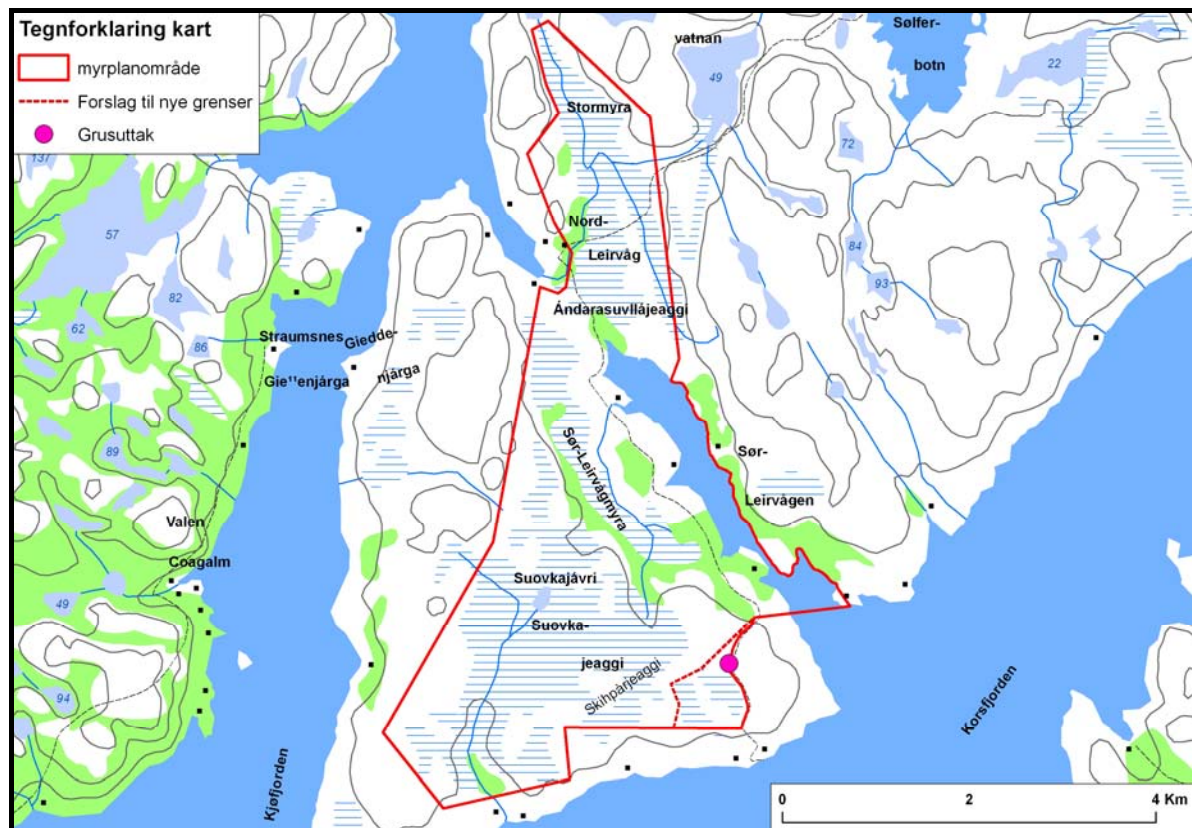 Tegnforklaring kart
myrplanområde
Forslag til nye grenser
Grusuttak
vatnan
49
Sølfer-
botn
22
Stormyra
72
137
57
Nord-
Leirvåg
84
93
82
Ándarasuvllájeaggi
62
86
Straumsnes
Giedde-
njárga
Gie¹¹enjárga
89
Sør-Leirvågmyra
Sør-
Leirvågen
Valen
Coagalm
49
Suovkajávri
Suovka-
jeaggi
Skihpárjeaggi
94
Kjøfjorden
Korsfjorden
0 2 4 Km